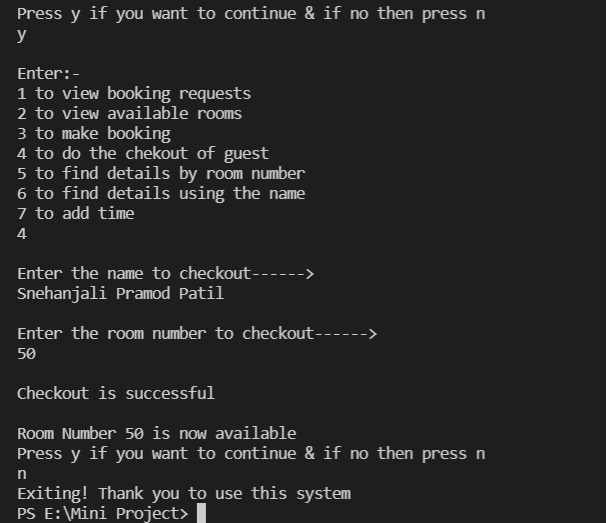 Press y if you want to continue & if no then press n
y
Enter:-
1 to view booking requests
2 to view available rooms
3 to make booking
4 to do the chekout of guest
5 to find details by room number
6 to find details using the name
7 to add time
4
Enter the name to checkout------>
Snehanjali Pramod Patil
Enter the room number to checkout------>
50
Checkout is successful
Room Number 50 is now available
Press y if you want to continue & if no then press n
n
Exiting! Thank you to use this system
PS E:\Mini Project>